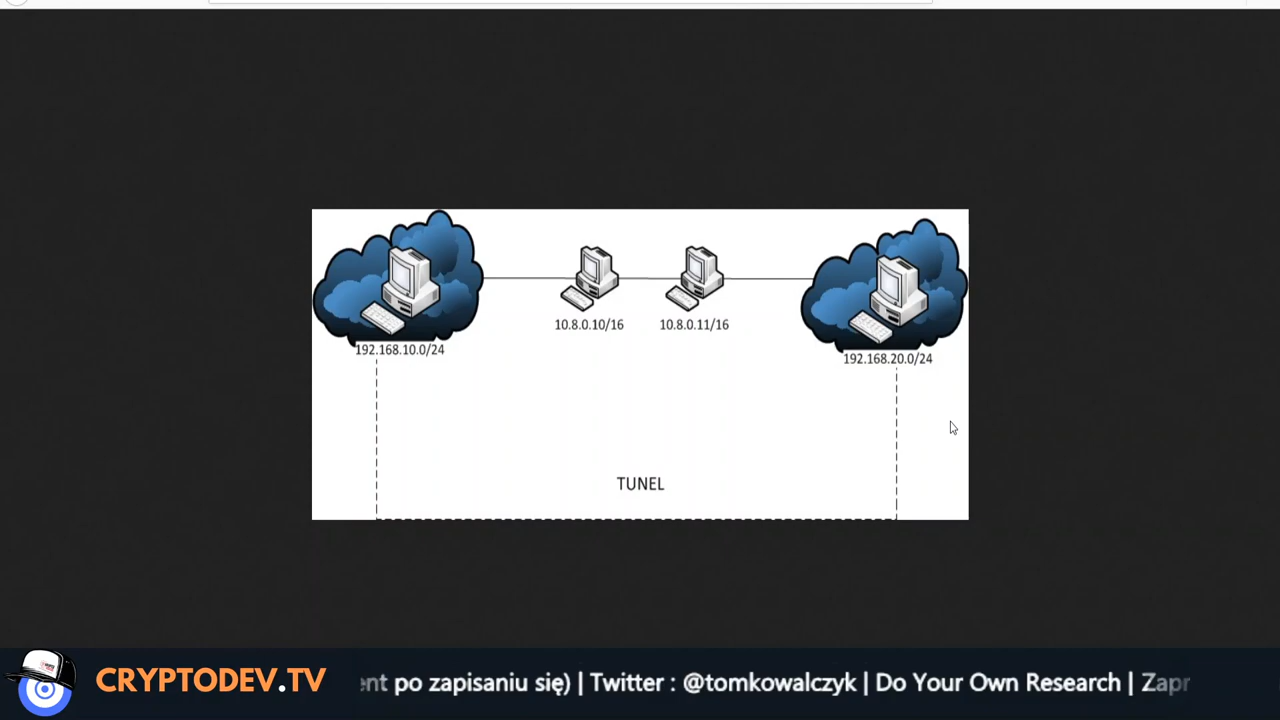 10.8.0.10/16 10.8.0.11/16
192.168.10.0/24 192.168.20.0/24
TUNEL
CRYPTODEV.TV
po zapisaniu się) | Twitter : @tomkowalczyk | Do Your Own Research |